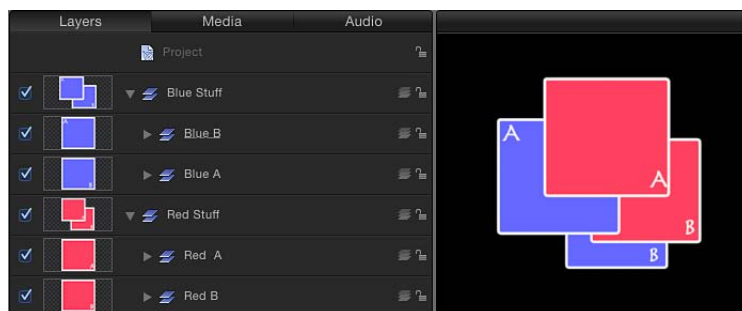 Layers Media Audio
Project
Blue Stuff
Blue B
Blue A
Red Stuff
Red A
Red B
A
A
B
B